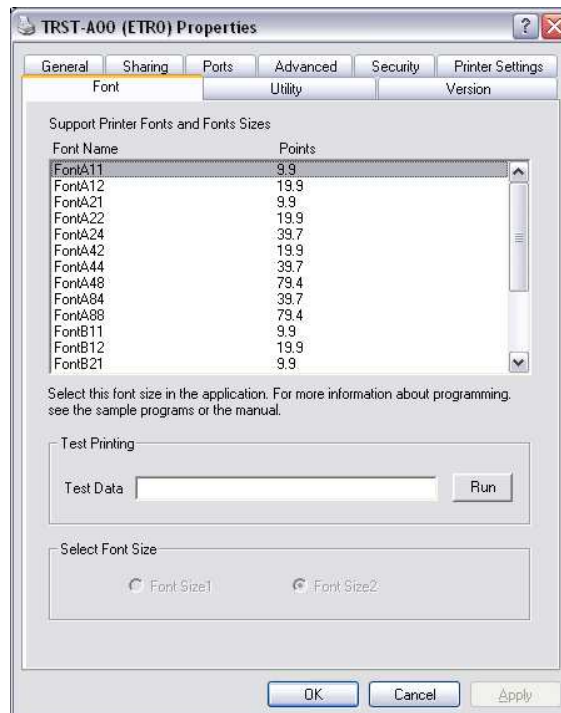 TRST-A00 (ETR0) Properties
General Sharing Ports Advanced Security Printer Settings
Font Utility Version
Support Printer Fonts and Fonts Sizes
Font Name Points
FontA11 9.9
FontA12 19.9
FontA21 9.9
FontA22 19.9
FontA24 39.7
FontA42 19.9
FontA44 39.7
FontA48 79.4
FontA84 39.7
FontA88 79.4
FontB11 9.9
FontB12 19.9
FontB21 9.9
Select this font size in the application. For more information about programming.
see the sample programs or the manual.
Test Printing
Test Data Run
Select Font Size
Font Size1 Font Size2
OK Cancel Apply